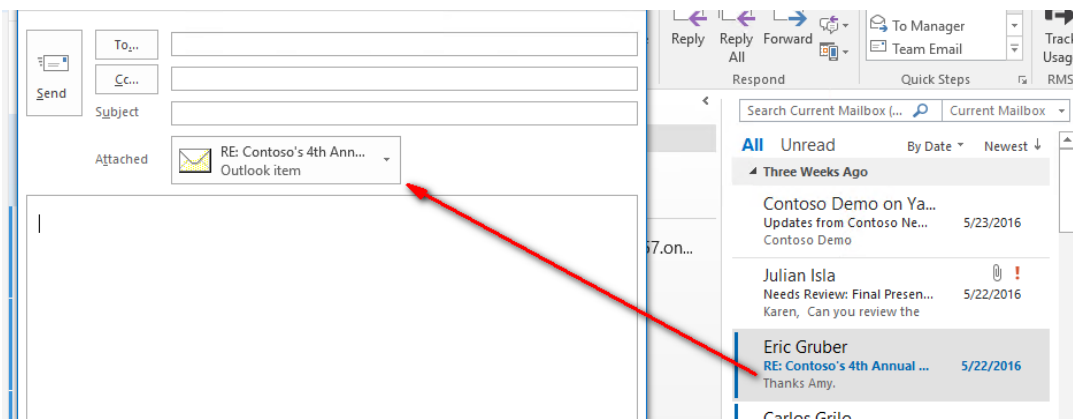 To...
Cc...
Send
Subject
Attached
RE: Contoso's 4th Ann...
Outlook item
Reply
Reply All
Forward
To Manager
Team Email
Respond
Quick Steps
RMS
Search Current Mailbox (...
Current Mailbox
All Unread By Date Newest ↓
Three Weeks Ago
Contoso Demo on Ya...
Updates from Contoso Ne... 5/23/2016
Contoso Demo
57.on...
Julian Isla
Needs Review: Final Presen... 5/22/2016
Karen, Can you review the
Eric Gruber
RE: Contoso's 4th Annual ... 5/22/2016
Thanks Amy.
Carlos Grilo